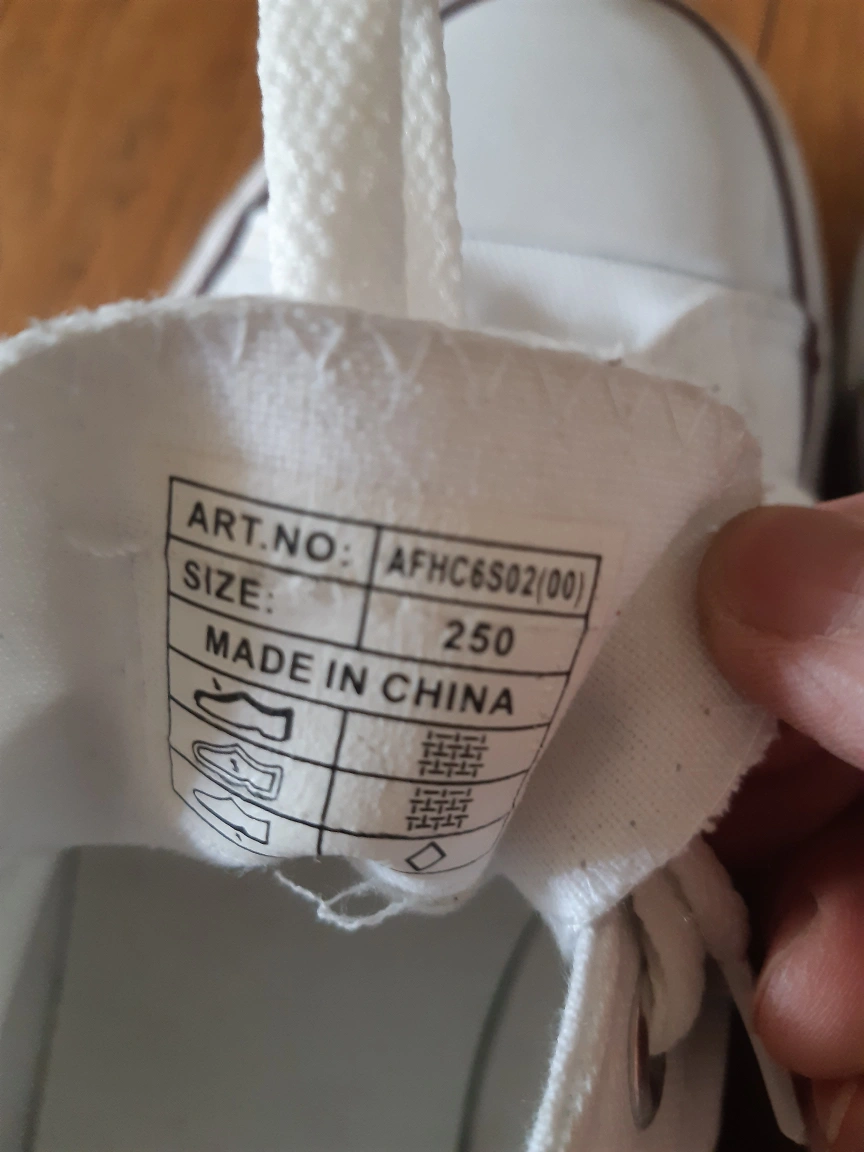 ART.NO: AFHC6S02(00)
SIZE: 250
MADE IN CHINA